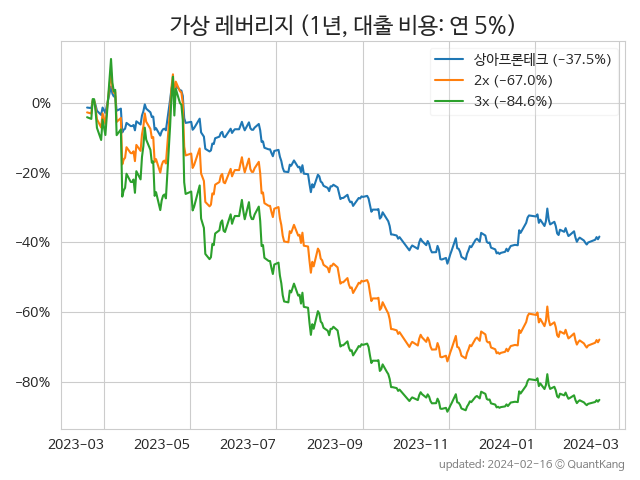 가상 레버리지 (1년, 대출 비용: 연 5%)
상아프론테크 (−37.5%)
2x (−67.0%)
3x (−84.6%)
0%
−20%
−40%
−60%
−80%
2023−03 2023−05 2023−07 2023−09 2023−11 2024−01 2024−03
updated: 2024-02-16 © QuantKang